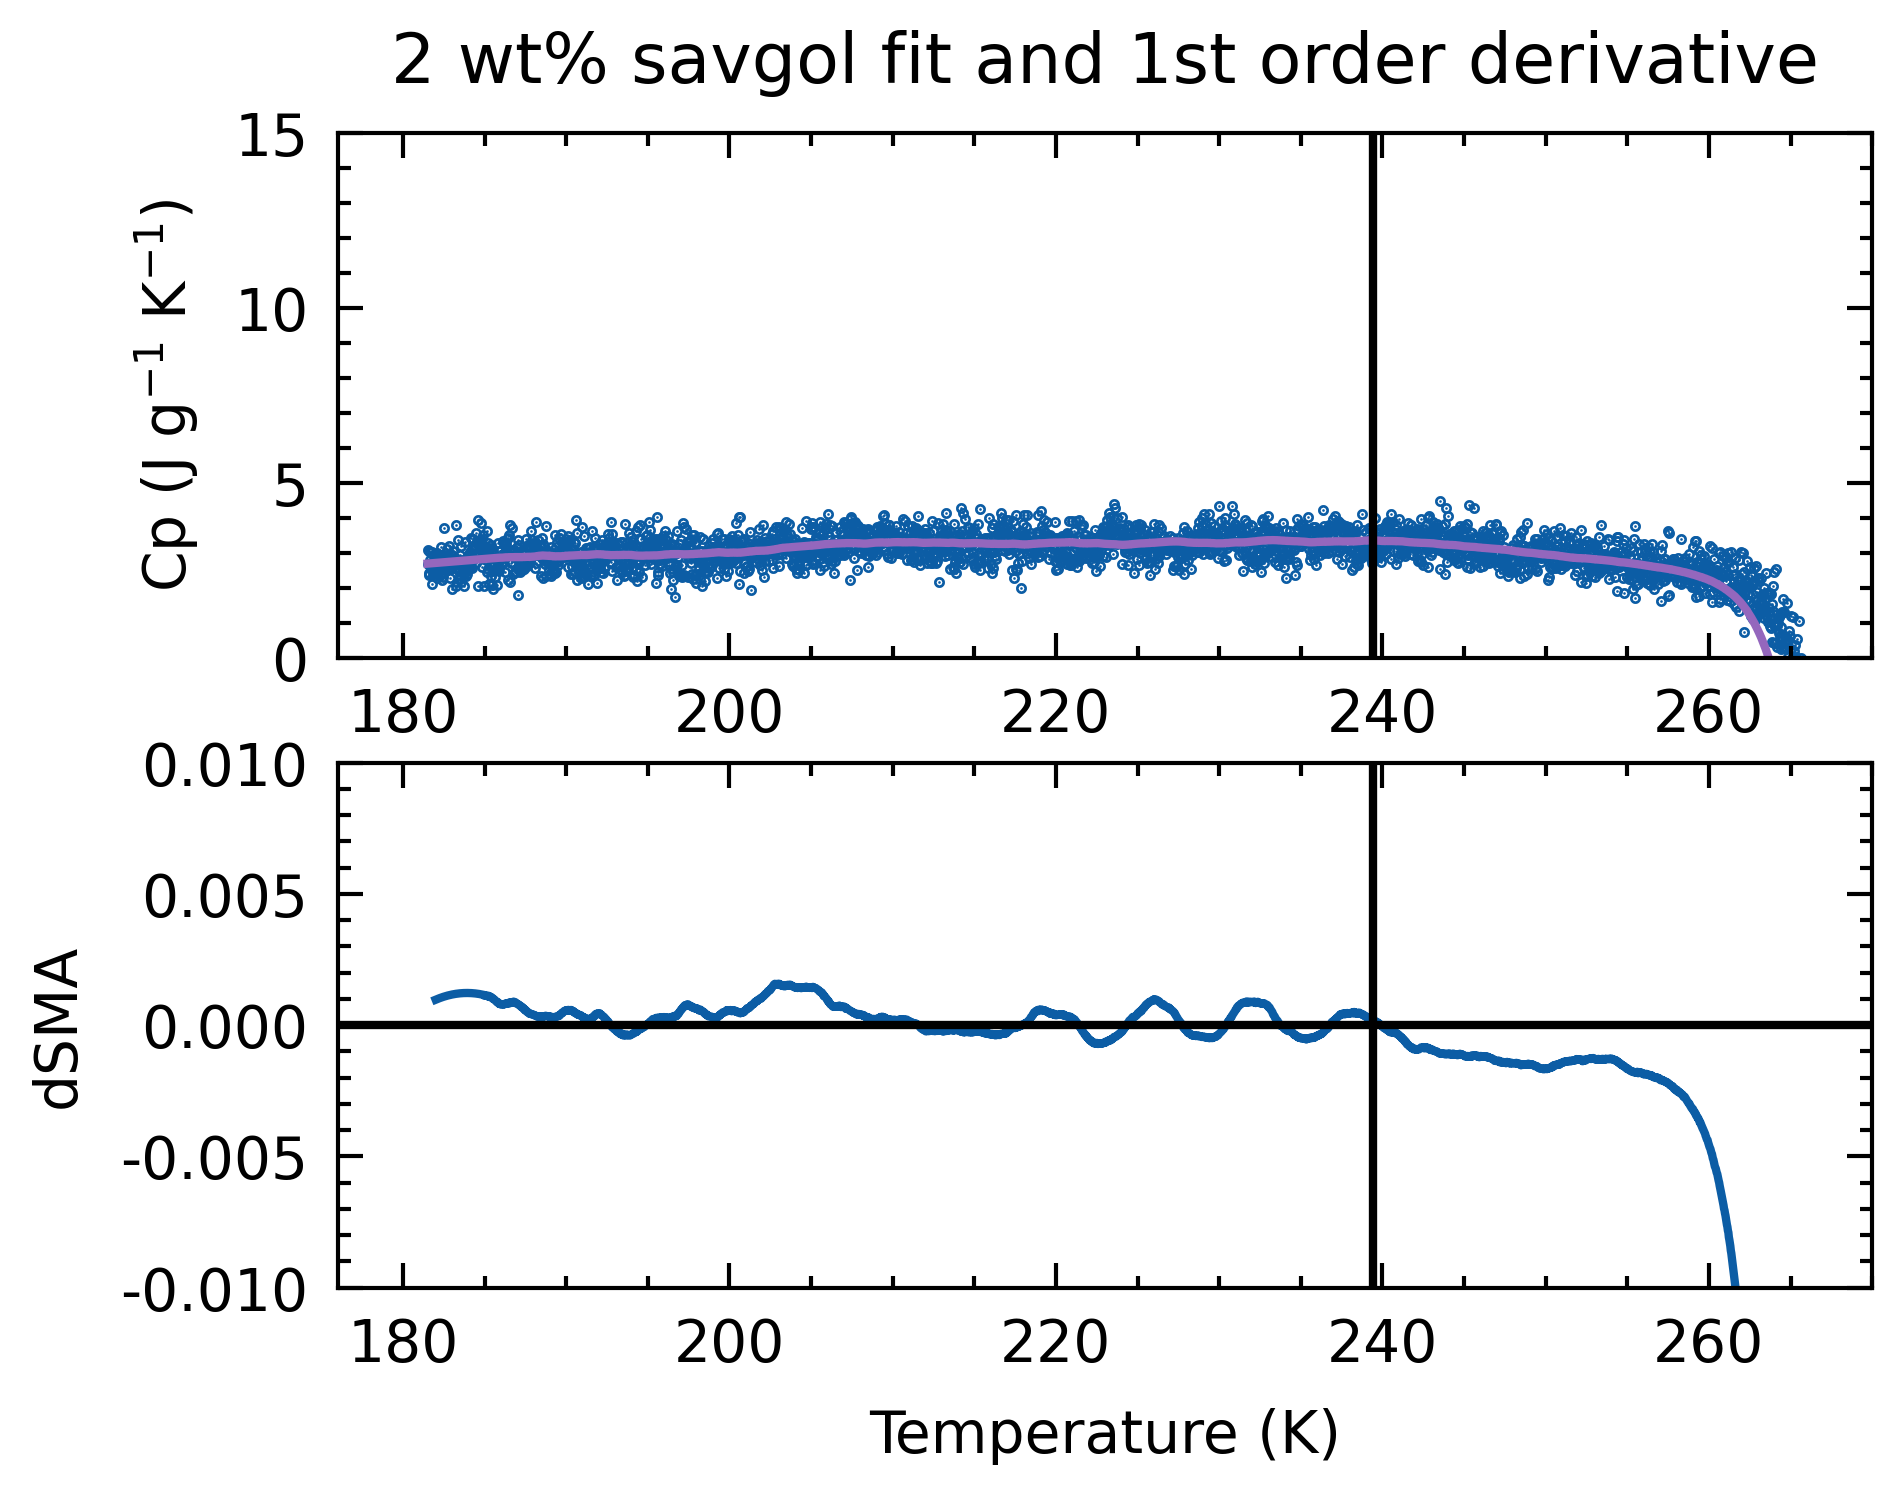 2 wt% savgol fit and 1st order derivative
15
10
5
0
Cp (J g⁻¹ K⁻¹)
180 200 220 240 260
0.010
0.005
0.000
-0.005
-0.010
dSMA
180 200 220 240 260
Temperature (K)